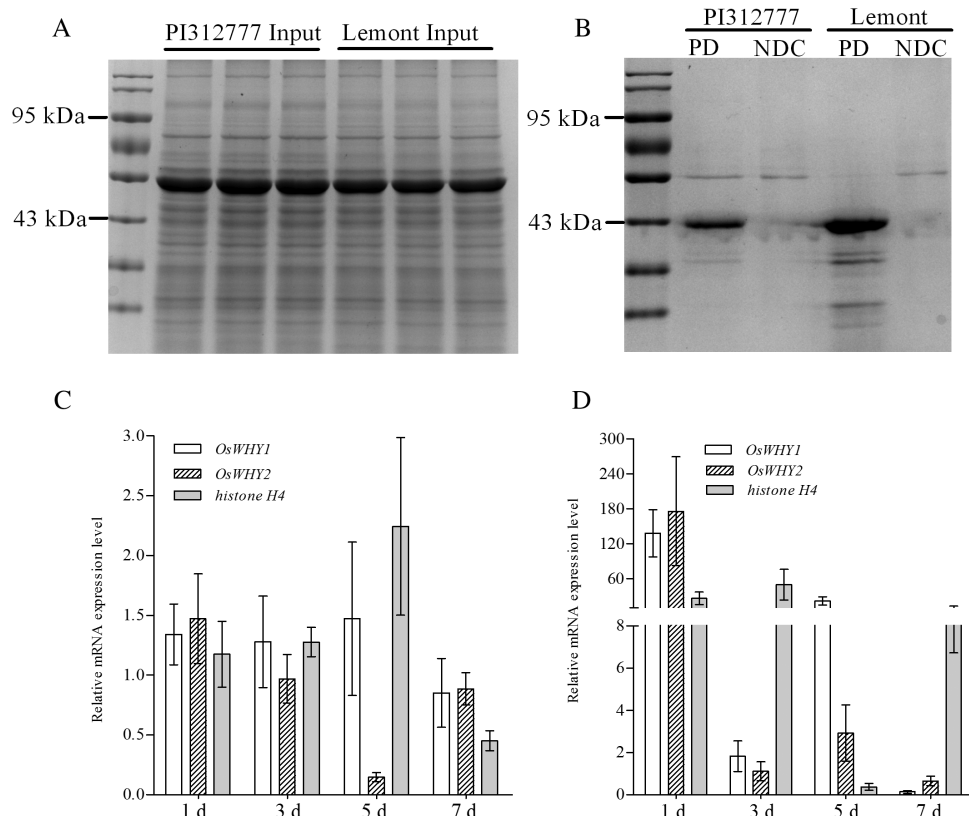 A
PI312777 Input
Lemont Input
95 kDa
43 kDa
B
PI312777
Lemont
PD
NDC
PD
NDC
95 kDa
43 kDa
C
Relative mRNA expression level
3.0
2.5
2.0
1.5
1.0
0.5
0.0
OsWHY1
OsWHY2
histone H4
1 d
3 d
5 d
7 d
D
Relative mRNA expression level
300
240
180
120
60
8
6
4
2
0
OsWHY1
OsWHY2
histone H4
1 d
3 d
5 d
7 d